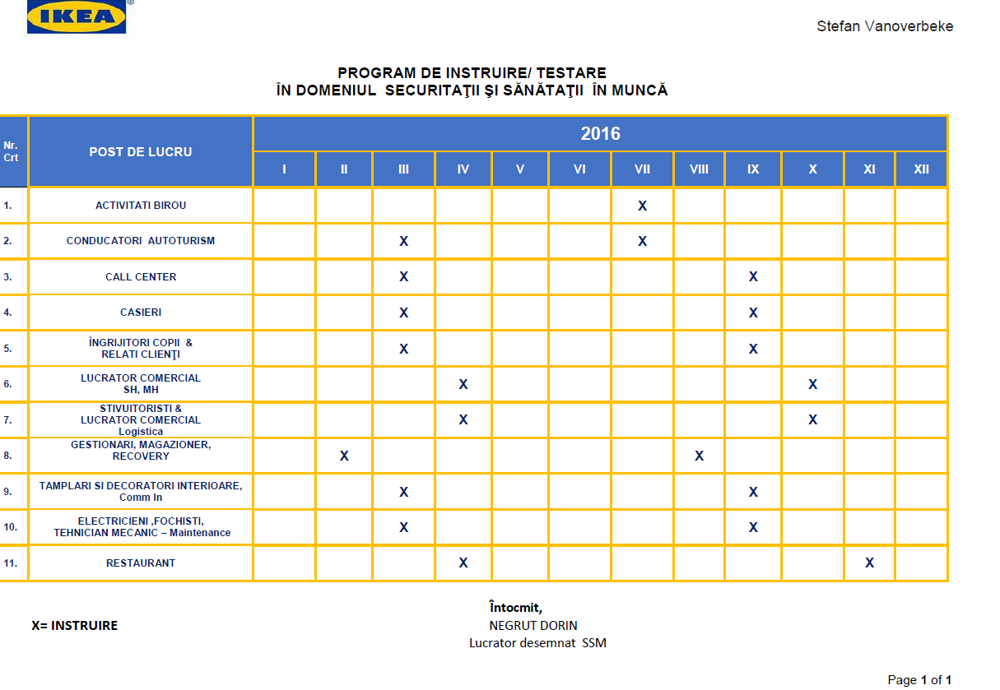 IKEA ®
Stefan Vanoverbeke
PROGRAM DE INSTRUIRE/ TESTARE
ÎN DOMENIUL SECURITAŢII ŞI SĂNĂTAŢII ÎN MUNCĂ
Nr. Crt POST DE LUCRU 2016
I II III IV V VI VII VIII IX X XI XII
1. ACTIVITATI BIROU X
2. CONDUCATORI AUTOTURISM X X
3. CALL CENTER X X
4. CASIERI X X
5. ÎNGRIJITORI COPII &
RELATI CLIENŢI X X
6. LUCRATOR COMERCIAL
SH, MH X X
7. STIVUITORISTI &
LUCRATOR COMERCIAL
Logistica X X
8. GESTIONARI, MAGAZIONER,
RECOVERY X X
9. TAMPLARI SI DECORATORI INTERIOARE,
Comm In X X
10. ELECTRICIENI ,FOCHISTI,
TEHNICIAN MECANIC – Maintenance X X
11. RESTAURANT X X
Întocmit,
X= INSTRUIRE NEGRUT DORIN
Lucrator desemnat SSM
Page 1 of 1